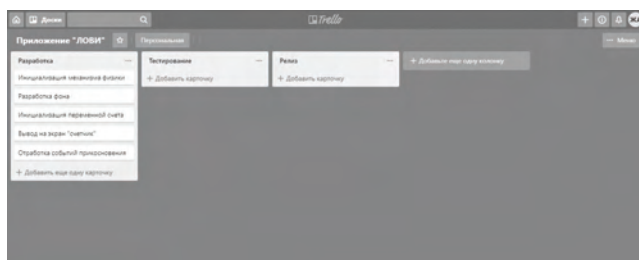 Доски
Trello
Приложение "ЛОВИ"
Персональная
Меню
Разработка
Инициализация механизма физики
Разработка фона
Инициализация переменной счета
Вывод на экран "счетчик"
Отработка событий прикосновения
+ Добавить еще одну карточку
Тестирование
+ Добавить карточку
Релиз
+ Добавить карточку
+ Добавьте еще одну колонку